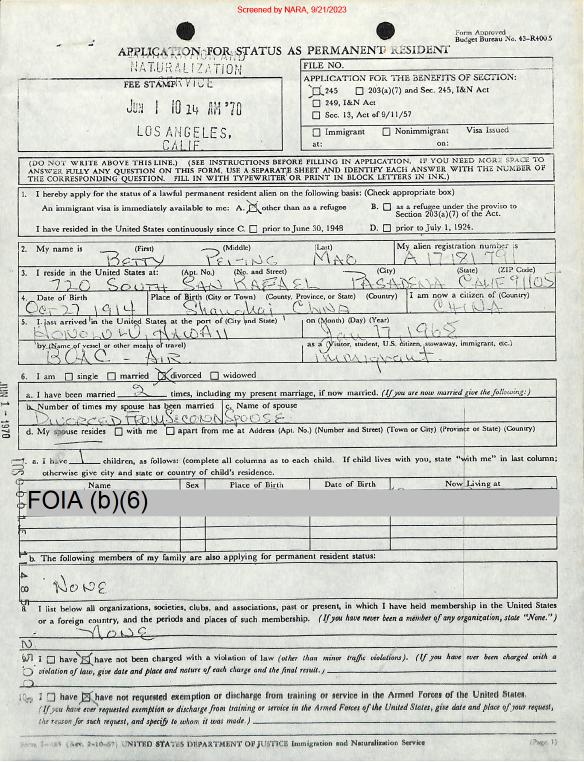 Screened by NARA, 9/21/2023
Form Approved
Budget Bureau No. 43-R400.5
APPLICATION FOR STATUS AS PERMANENT RESIDENT
NATURALIZATION
FEE STAMP
JUN 1 10 14 AM '70
LOS ANGELES,
CALIF.
FILE NO.
APPLICATION FOR THE BENEFITS OF SECTION:
245 203(a)(7) and Sec. 245, I&N Act
249, I&N Act
Sec. 13, Act of 9/11/57
Immigrant Nonimmigrant Visa Issued
at: on:
(DO NOT WRITE ABOVE THIS LINE.) (SEE INSTRUCTIONS BEFORE FILLING IN APPLICATION. IF YOU NEED MORE SPACE TO
ANSWER FULLY ANY QUESTION ON THIS FORM, USE A SEPARATE SHEET AND IDENTIFY EACH ANSWER WITH THE NUMBER OF
THE CORRESPONDING QUESTION. FILL IN WITH TYPEWRITER OR PRINT IN BLOCK LETTERS IN INK.)
1. I hereby apply for the status of a lawful permanent resident alien on the following basis: (Check appropriate box)
An immigrant visa is immediately available to me: A. other than as a refugee B. as a refugee under the proviso to
Section 203(a)(7) of the Act.
I have resided in the United States continuously since C. prior to June 30, 1948 D. prior to July 1, 1924.
2. My name is (First) (Middle) (Last) My alien registration number is
BETTY PEI-ING MAO A 17 181 791
3. I reside in the United States at: (Apt. No.) (No. and Street) (City) (State) (ZIP Code)
720 SOUTH SAN RAFAEL PASADENA CALIF 91105
4. Date of Birth Place of Birth (City or Town) (County, Province, or State) (Country) I am now a citizen of (Country)
Oct 27 1914 Shanghai CHINA CHINA
5. I last arrived in the United States at the port of (City and State) on (Month) (Day) (Year)
HONOLULU HAWAII Jan 17 1968
by (Name of vessel or other means of travel) as a (Visitor, student, U.S. citizen, stowaway, immigrant, etc.)
BOAC - AIR immigrant
6. I am single married divorced widowed
a. I have been married 2 times, including my present marriage, if now married. (If you are now married give the following:)
b. Number of times my spouse has been married c. Name of spouse
DIVORCED FROM SECOND SPOUSE
d. My spouse resides with me apart from me at Address (Apt. No.) (Number and Street) (Town or City) (Province or State) (Country)
JUN 1 - 1970
a. I have 1 children, as follows: (complete all columns as to each child. If child lives with you, state "with me" in last column;
otherwise give city and state or country of child's residence.
Name Sex Place of Birth Date of Birth Now Living at
FOIA (b)(6)
b. The following members of my family are also applying for permanent resident status:
NONE
I list below all organizations, societies, clubs, and associations, past or present, in which I have held membership in the United States
or a foreign country, and the periods and places of such membership. (If you have never been a member of any organization, state "None.")
NONE
I have have not been charged with a violation of law (other than minor traffic violations). (If you have ever been charged with a
violation of law, give date and place and nature of each charge and the final result.)
I have have not requested exemption or discharge from training or service in the Armed Forces of the United States.
(If you have ever requested exemption or discharge from training or service in the Armed Forces of the United States, give date and place of your request,
the reason for such request, and specify to whom it was made.)
UNITED STATES DEPARTMENT OF JUSTICE Immigration and Naturalization Service (Page 1)